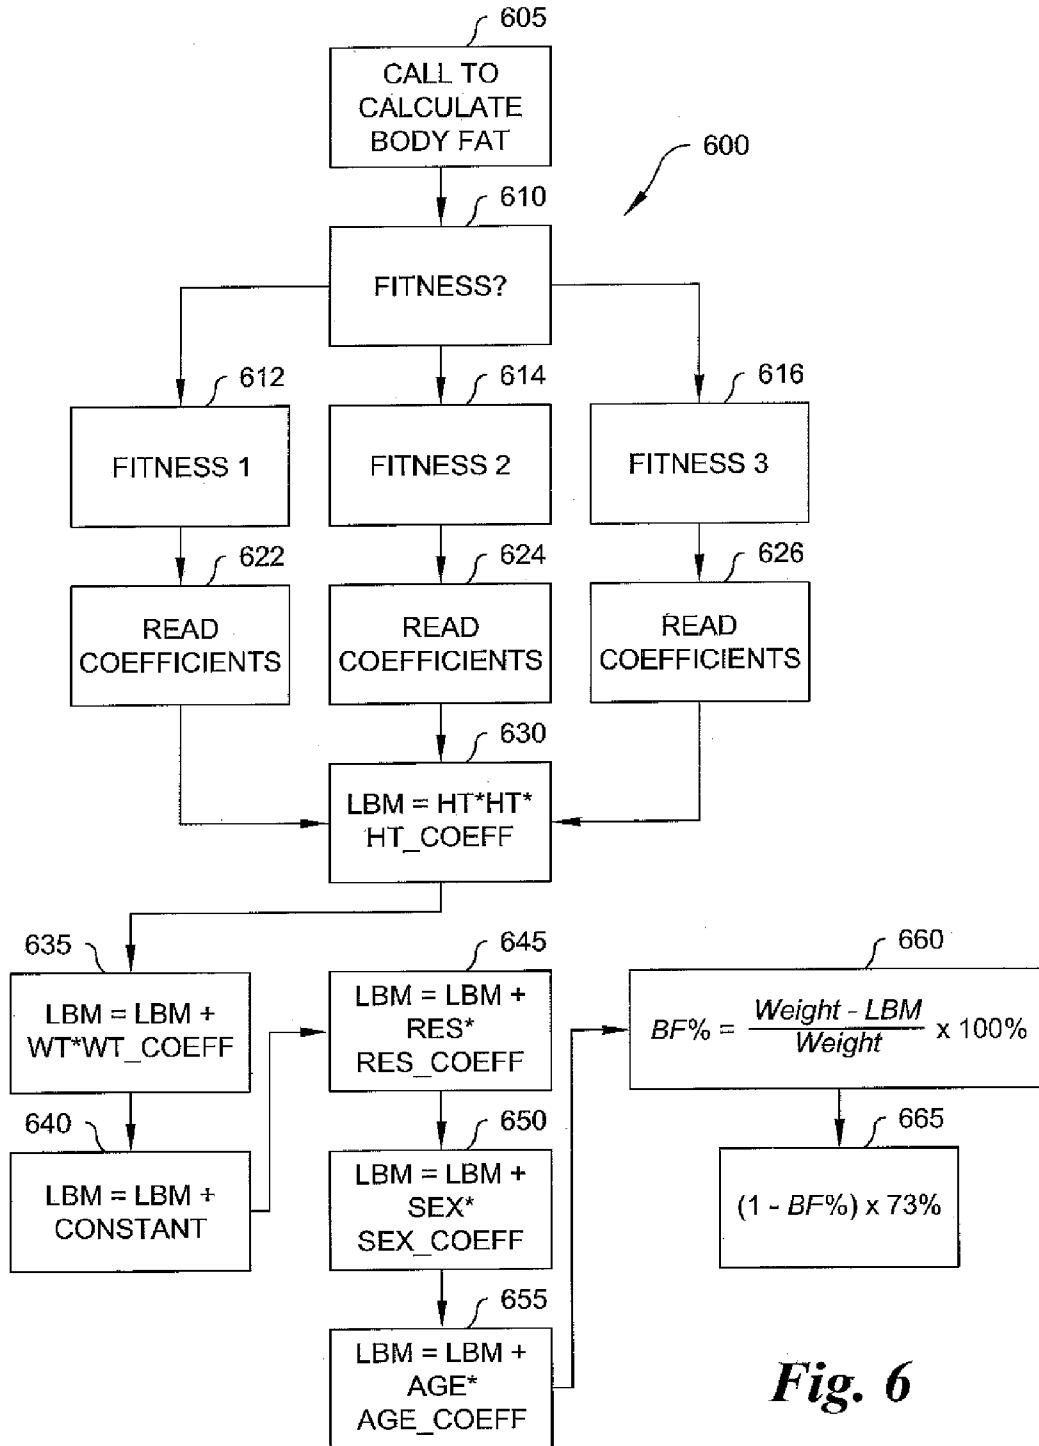 605
CALL TO
CALCULATE
BODY FAT
600
610
FITNESS?
612
FITNESS 1
614
FITNESS 2
616
FITNESS 3
622
READ
COEFFICIENTS
624
READ
COEFFICIENTS
626
READ
COEFFICIENTS
630
LBM = HT*HT*
HT_COEFF
635
LBM = LBM +
WT*WT_COEFF
640
LBM = LBM +
CONSTANT
645
LBM = LBM +
RES*
RES_COEFF
650
LBM = LBM +
SEX*
SEX_COEFF
655
LBM = LBM +
AGE*
AGE_COEFF
660
BF% = Weight - LBM / Weight x 100%
665
(1 - BF%) x 73%
Fig. 6